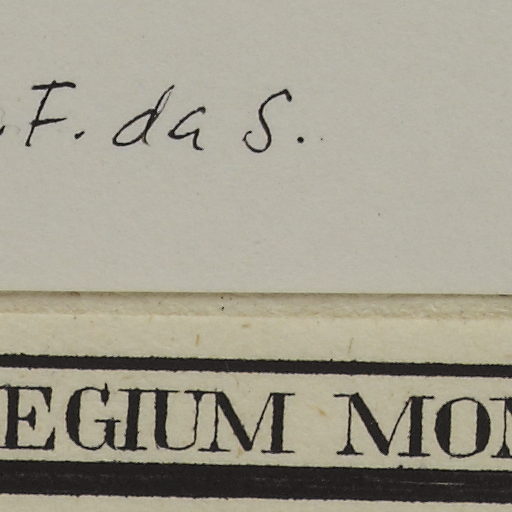 .F. da S.
EGIUM MON